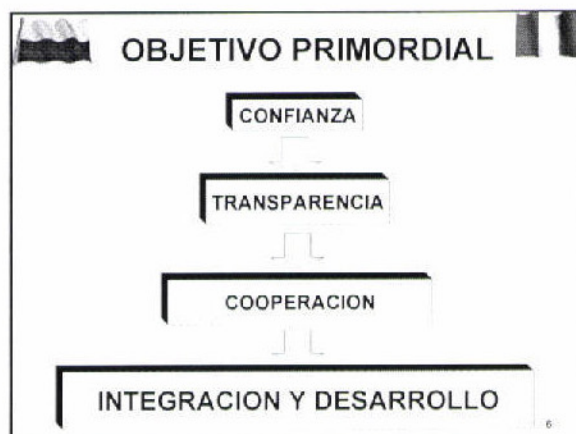 OBJETIVO PRIMORDIAL
CONFIANZA
TRANSPARENCIA
COOPERACION
INTEGRACION Y DESARROLLO
6